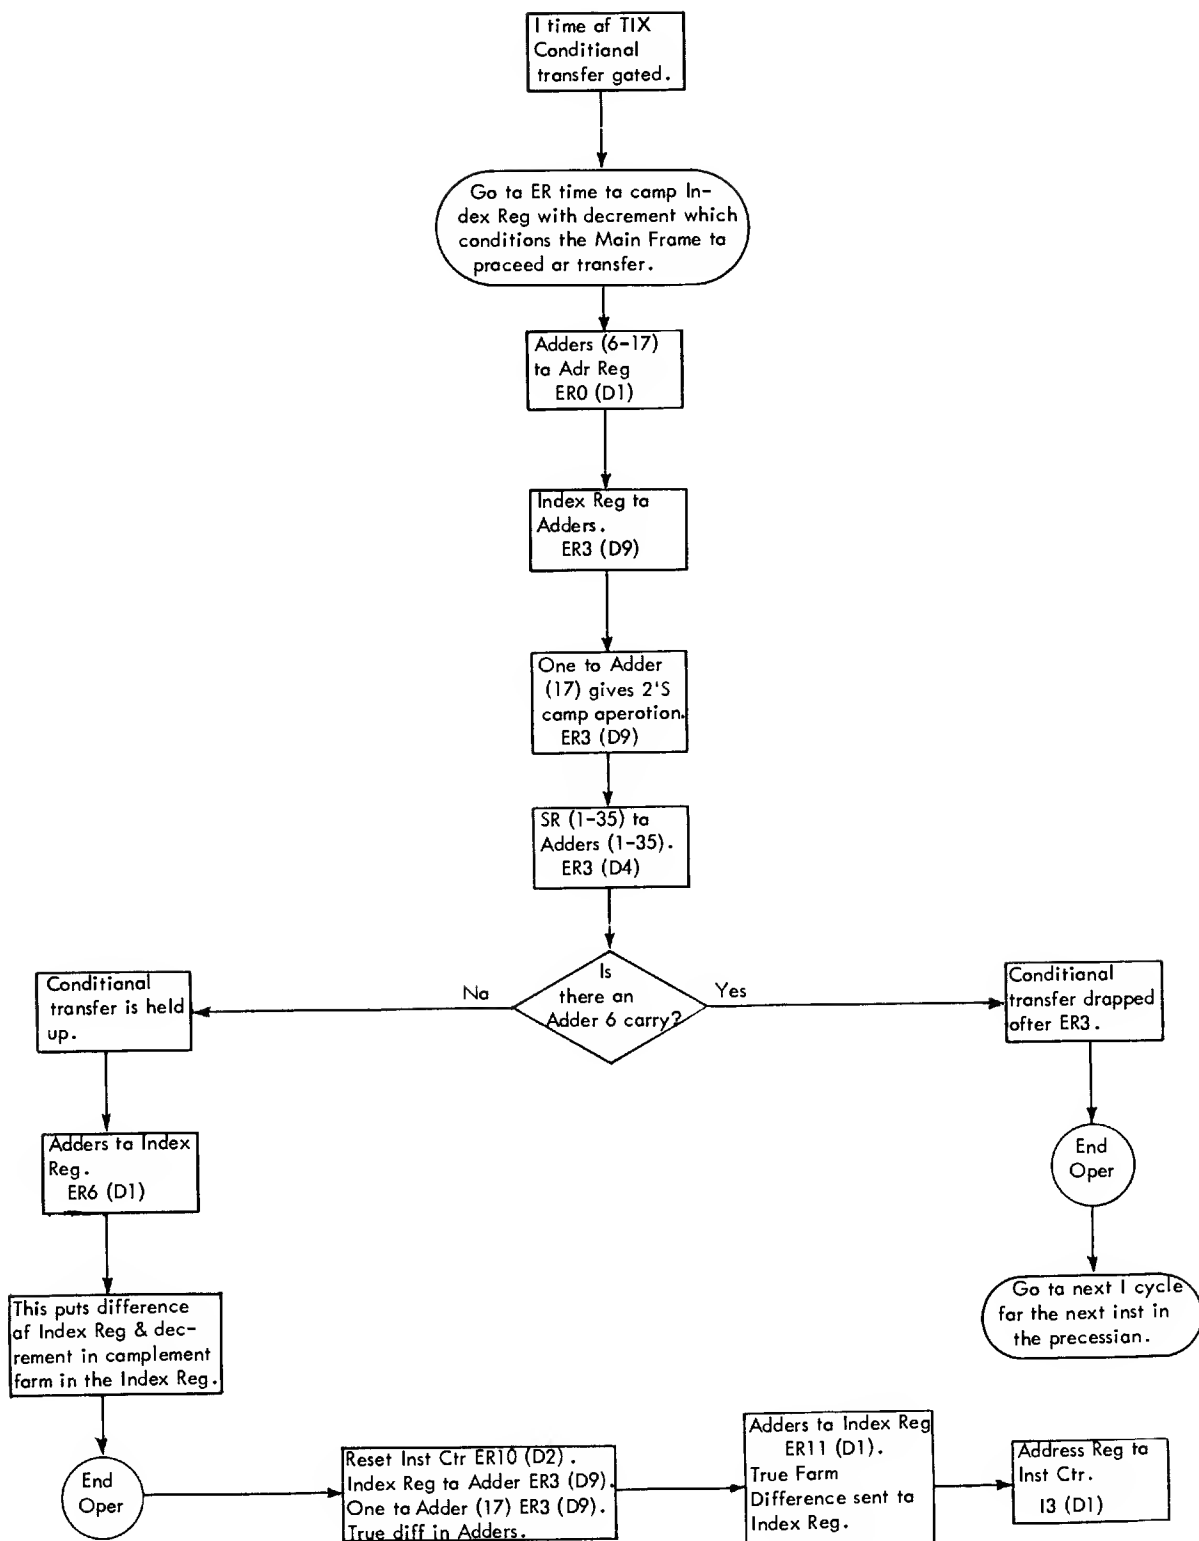 I time af TIX
Conditianal
transfer gated.
Go ta ER time ta camp In-
dex Reg with decrement which
conditions the Main Frame ta
praceed ar transfer.
Adders (6-17)
ta Adr Reg
ER0 (D1)
Index Reg ta
Adders.
ER3 (D9)
One to Adder
(17) gives 2'S
camp aperotion.
ER3 (D9)
SR (1-35) ta
Adders (1-35).
ER3 (D4)
Is
there an
Adder 6 carry?
Na
Yes
Conditianal
transfer is held
up.
Adders ta Index
Reg.
ER6 (D1)
This puts difference
af Index Reg & dec-
rement in camplement
farm in the Index Reg.
End
Oper
Conditianal
transfer drapped
ofter ER3.
End
Oper
Go ta next I cycle
far the next inst in
the precessian.
Reset Inst Ctr ER10 (D2).
Index Reg ta Adder ER3 (D9).
One ta Adder (17) ER3 (D9).
True diff in Adders.
Adders ta Index Reg
ER11 (D1).
True Farm
Difference sent ta
Index Reg.
Address Reg ta
Inst Ctr.
I3 (D1)